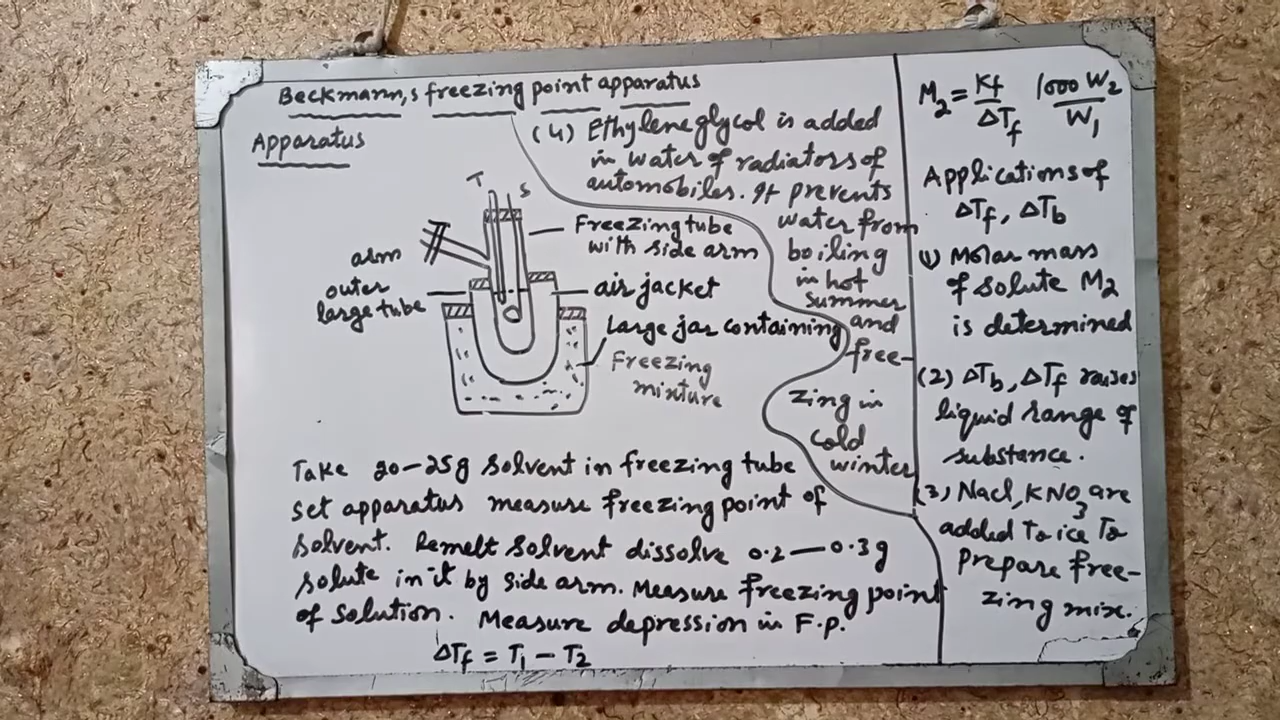 Beckmann,s freezing point apparatus
Apparatus
T
S
arm
outer
large tube
Freezing tube
with side arm
air jacket
Large jar containing
Freezing
mixture
Take 20-25g solvent in freezing tube
set apparatus measure freezing point of
solvent. Remelt solvent dissolve 0.2—0.3g
solute in it by side arm. Measure freezing point
of solution. Measure depression in F.p.
ΔTf = T1 - T2
M2 = Kf/ΔTf 1000 W2/W1
Applications of
ΔTf, ΔTb
(1) Molar mass
of solute M2
is determined
(2) ΔTb, ΔTf raises
liquid range of
substance.
(3) Nacl, KNO3 are
added To ice To
Prepare free-
zing mix.
(4) Ethylene glycol is added
in water of radiators of
automobiles. It prevents
water from
boiling
in hot
summer
and
free-
zing in
cold
winter